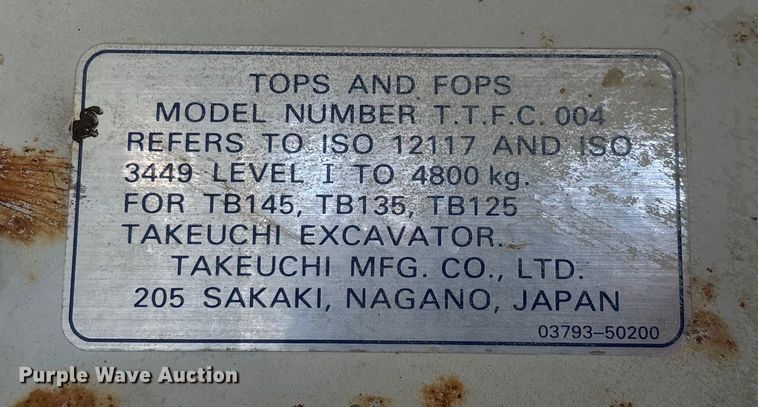 TOPS AND FOPS
MODEL NUMBER T.T.F.C. 004
REFERS TO ISO 12117 AND ISO
3449 LEVEL I TO 4800 kg.
FOR TB145, TB135, TB125
TAKEUCHI EXCAVATOR.
TAKEUCHI MFG. CO., LTD.
205 SAKAKI, NAGANO, JAPAN
03793-50200
Purple Wave Auction